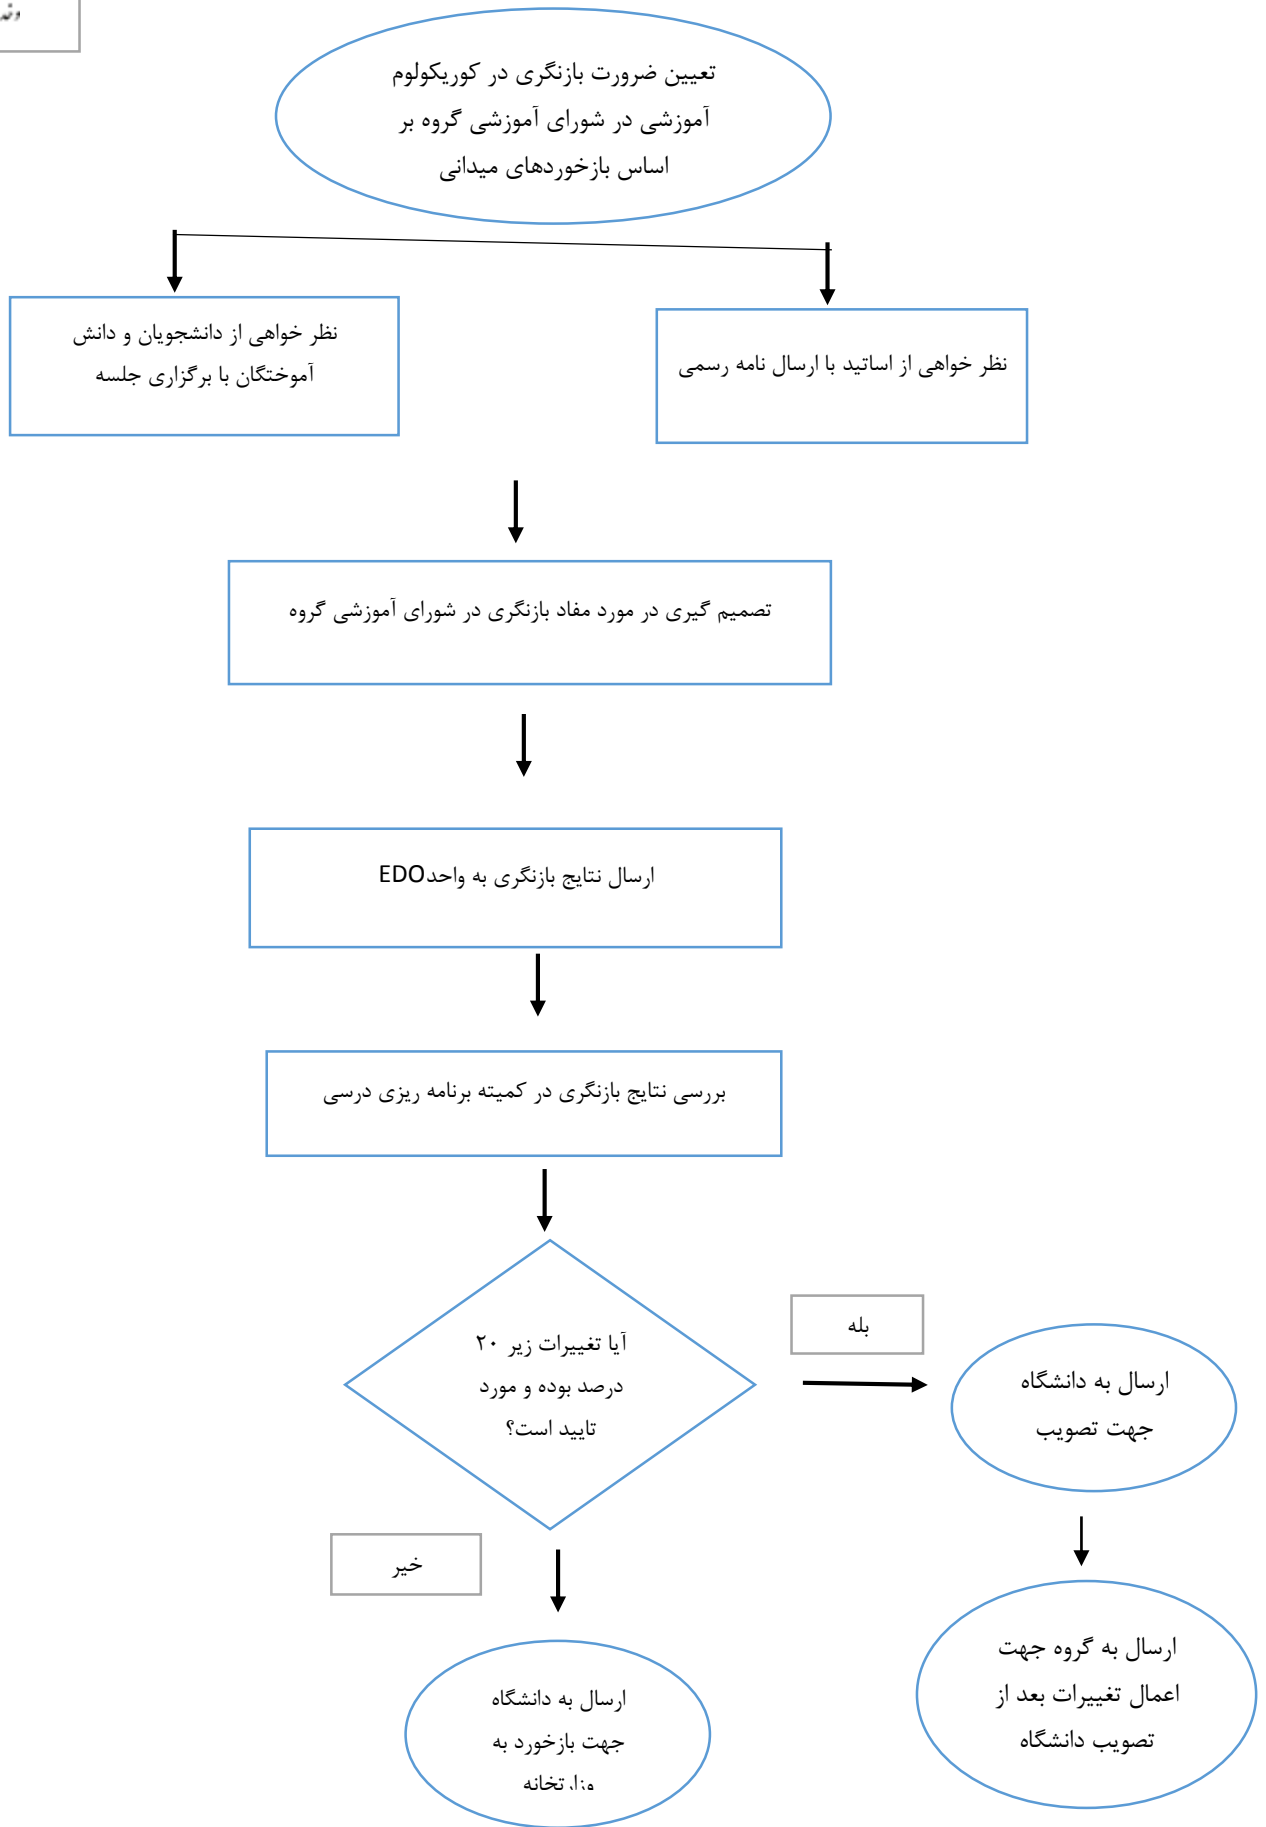 تعیین ضرورت بازنگری در کوریکولوم
آموزشی در شورای آموزشی گروه بر
اساس بازخوردهای میدانی
نظر خواهی از اساتید با ارسال نامه رسمی
نظر خواهی از دانشجویان و دانش
آموختگان با برگزاری جلسه
تصمیم گیری در مورد مفاد بازنگری در شورای آموزشی گروه
ارسال نتایج بازنگری به واحدEDO
بررسی نتایج بازنگری در کمیته برنامه ریزی درسی
آیا تغییرات زیر ۲۰
درصد بوده و مورد
تایید است؟
بله
ارسال به دانشگاه
جهت تصویب
خیر
ارسال به گروه جهت
اعمال تغییرات بعد از
تصویب دانشگاه
ارسال به دانشگاه
جهت بازخورد به
وزارتخانه